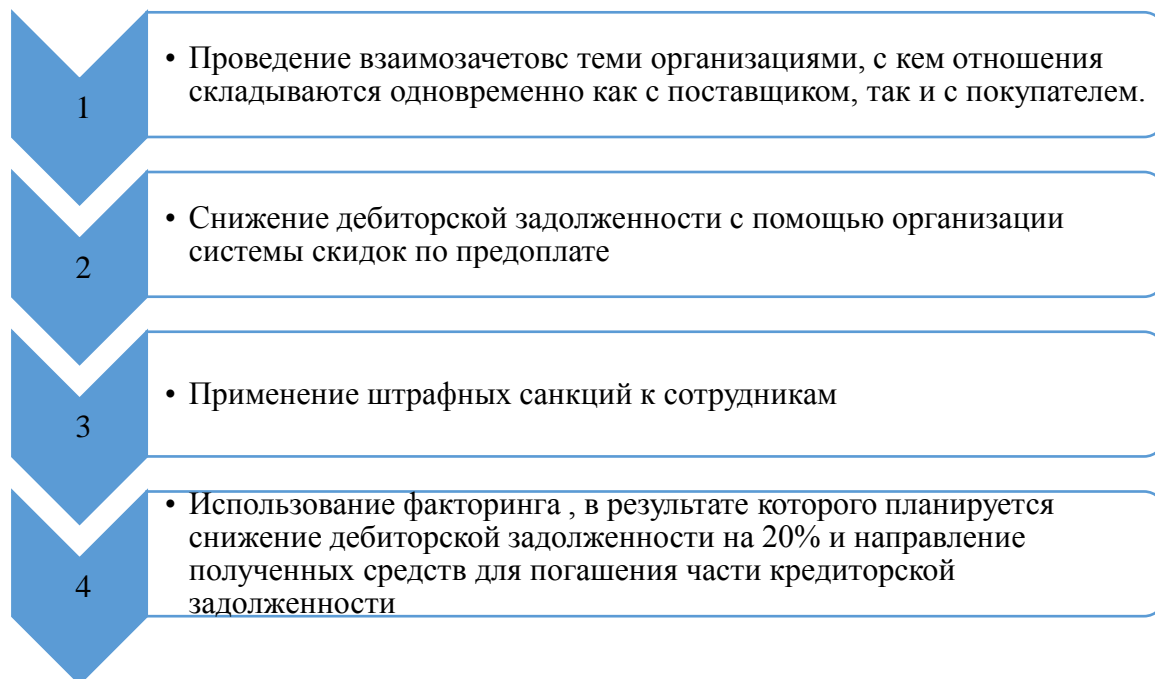 1
• Проведение взаимозачетовс теми организациями, с кем отношения
складываются одновременно как с поставщиком, так и с покупателем.
2
• Снижение дебиторской задолженности с помощью организации
системы скидок по предоплате
3
• Применение штрафных санкций к сотрудникам
4
• Использование факторинга , в результате которого планируется
снижение дебиторской задолженности на 20% и направление
полученных средств для погашения части кредиторской
задолженности